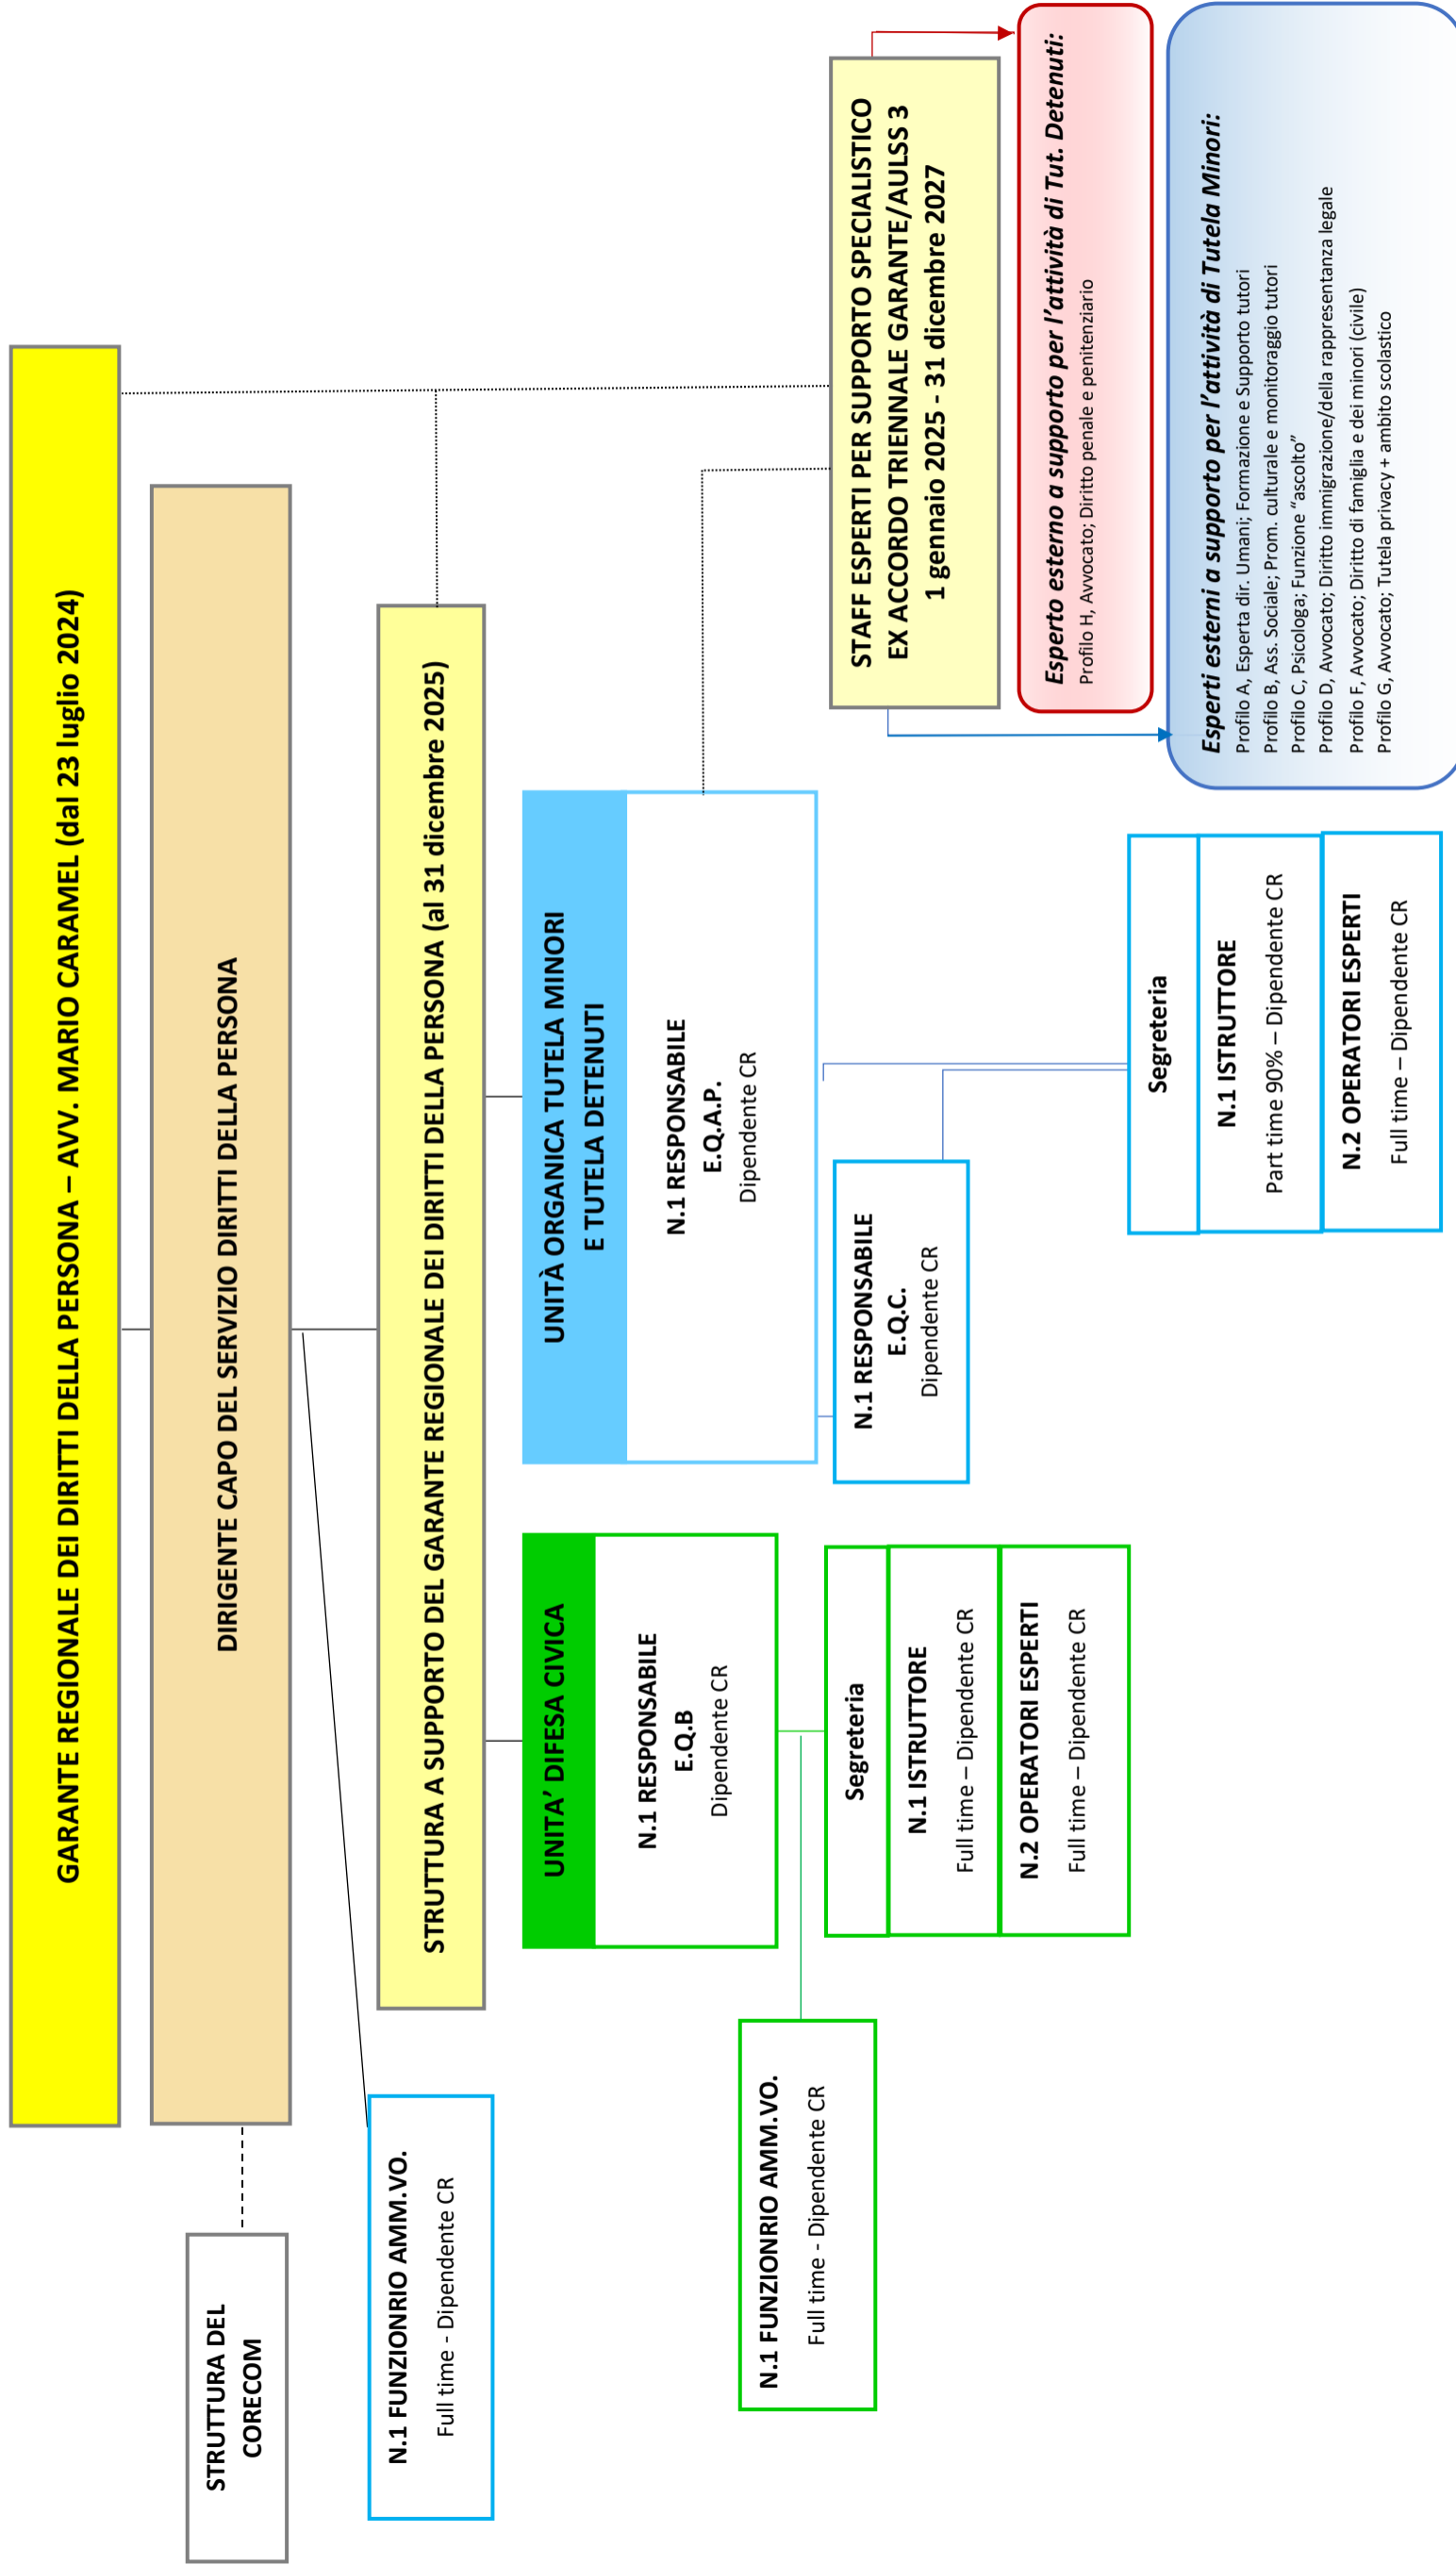 GARANTE REGIONALE DEI DIRITTI DELLA PERSONA – AVV. MARIO CARAMEL (dal 23 luglio 2024)
STRUTTURA DEL
CORECOM
DIRIGENTE CAPO DEL SERVIZIO DIRITTI DELLA PERSONA
N.1 FUNZIONRIO AMM.VO.
Full time - Dipendente CR
STRUTTURA A SUPPORTO DEL GARANTE REGIONALE DEI DIRITTI DELLA PERSONA (al 31 dicembre 2025)
UNITA’ DIFESA CIVICA
N.1 RESPONSABILE
E.Q.B
Dipendente CR
N.1 FUNZIONRIO AMM.VO.
Full time - Dipendente CR
Segreteria
N.1 ISTRUTTORE
Full time – Dipendente CR
N.2 OPERATORI ESPERTI
Full time – Dipendente CR
UNITÀ ORGANICA TUTELA MINORI
E TUTELA DETENUTI
N.1 RESPONSABILE
E.Q.A.P.
Dipendente CR
N.1 RESPONSABILE
E.Q.C.
Dipendente CR
Segreteria
N.1 ISTRUTTORE
Part time 90% – Dipendente CR
N.2 OPERATORI ESPERTI
Full time – Dipendente CR
STAFF ESPERTI PER SUPPORTO SPECIALISTICO
EX ACCORDO TRIENNALE GARANTE/AULSS 3
1 gennaio 2025 - 31 dicembre 2027
Esperto esterno a supporto per l’attività di Tut. Detenuti:
Profilo H, Avvocato; Diritto penale e penitenziario
Esperti esterni a supporto per l’attività di Tutela Minori:
Profilo A, Esperta dir. Umani; Formazione e Supporto tutori
Profilo B, Ass. Sociale; Prom. culturale e monitoraggio tutori
Profilo C, Psicologa; Funzione “ascolto”
Profilo D, Avvocato; Diritto immigrazione/della rappresentanza legale
Profilo F, Avvocato; Diritto di famiglia e dei minori (civile)
Profilo G, Avvocato; Tutela privacy + ambito scolastico